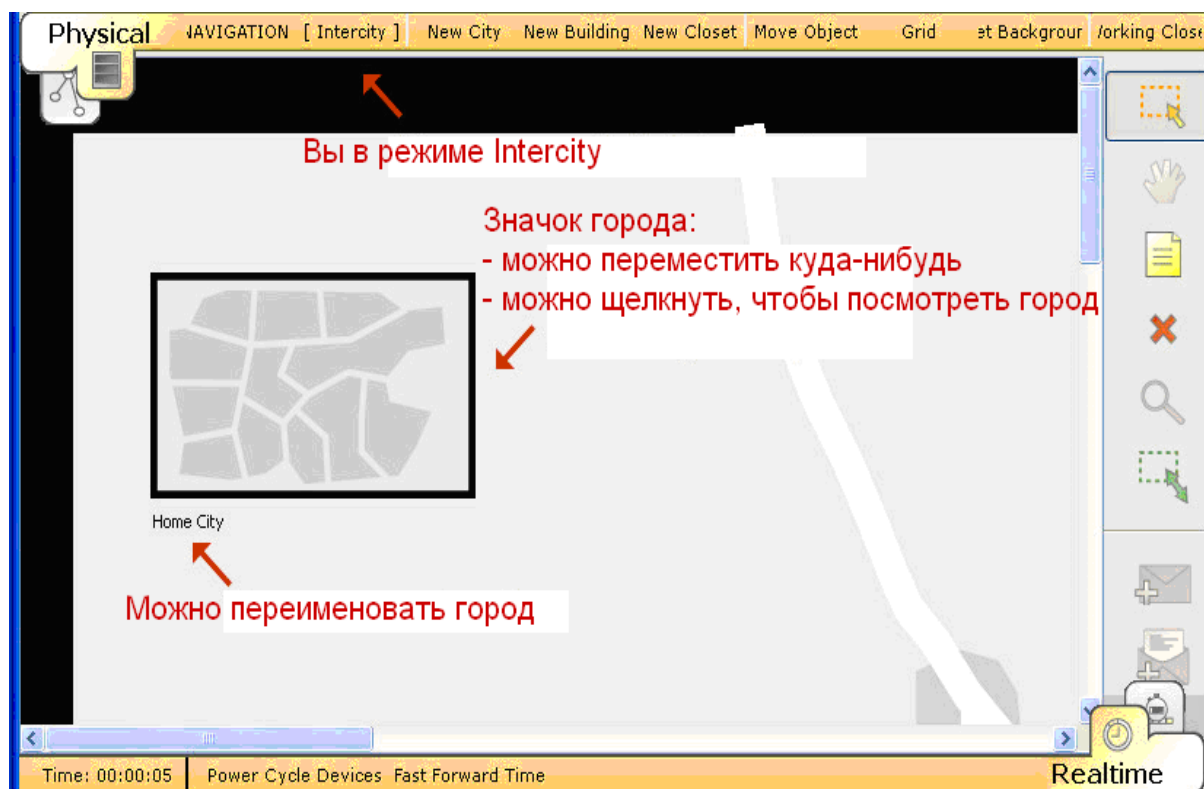 Physical NAVIGATION [ Intercity ] New City New Building New Closet Move Object Grid et Backgrour orking Close
Вы в режиме Intercity
Значок города:
- можно переместить куда-нибудь
- можно щелкнуть, чтобы посмотреть город
Home City
Можно переименовать город
Time: 00:00:05 Power Cycle Devices Fast Forward Time Realtime